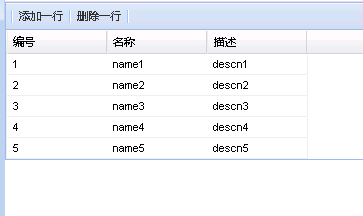 添加一行 删除一行
编号 名称 描述
1 name1 descn1
2 name2 descn2
3 name3 descn3
4 name4 descn4
5 name5 descn5